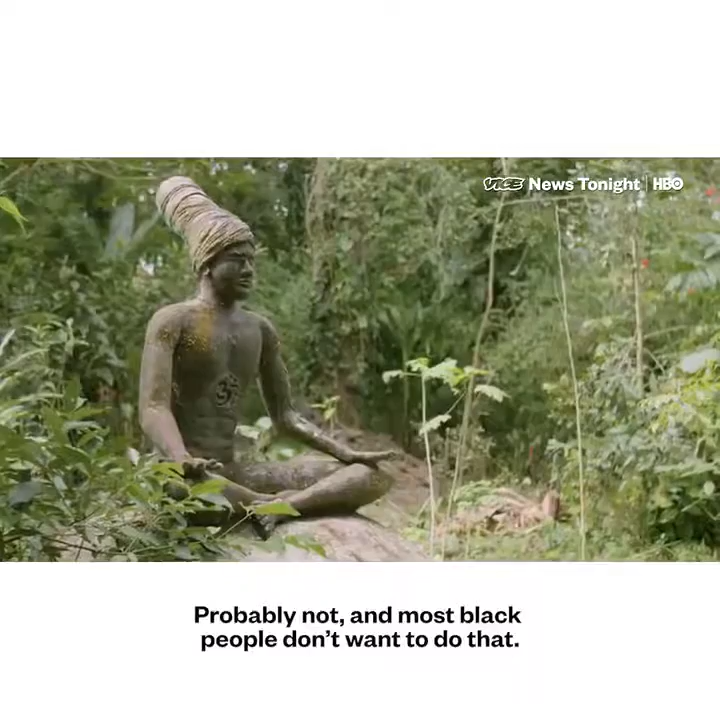 VICE News Tonight | HBO
ॐ
Probably not, and most black
people don’t want to do that.